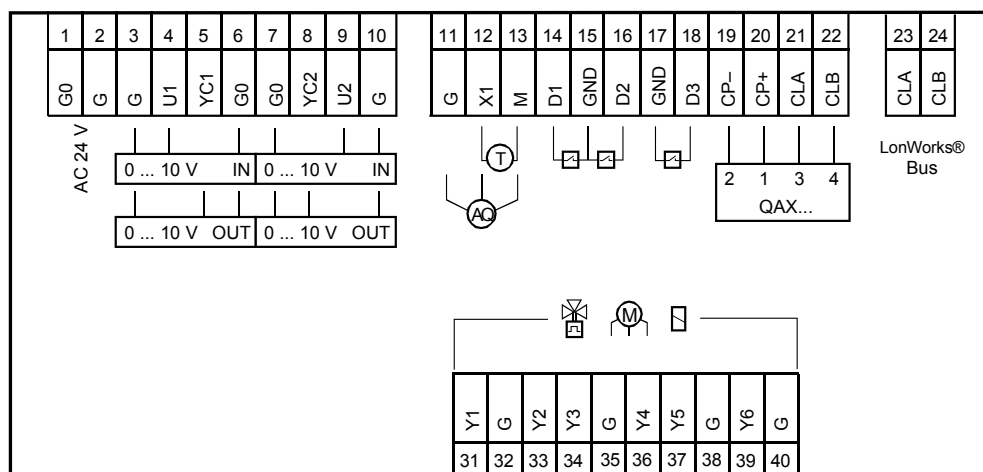 1 2 3 4 5 6 7 8 9 10 11 12 13 14 15 16 17 18 19 20 21 22 23 24
G0 G G U1 YC1 G0 G0 YC2 U2 G G X1 M D1 GND D2 GND D3 CP– CP+ CLA CLB CLA CLB
AC 24 V
0 ... 10 V IN 0 ... 10 V IN
0 ... 10 V OUT 0 ... 10 V OUT
T
AQ
2 1 3 4
QAX...
LonWorks®
Bus
M
Y1 G Y2 Y3 G Y4 Y5 G Y6 G
31 32 33 34 35 36 37 38 39 40